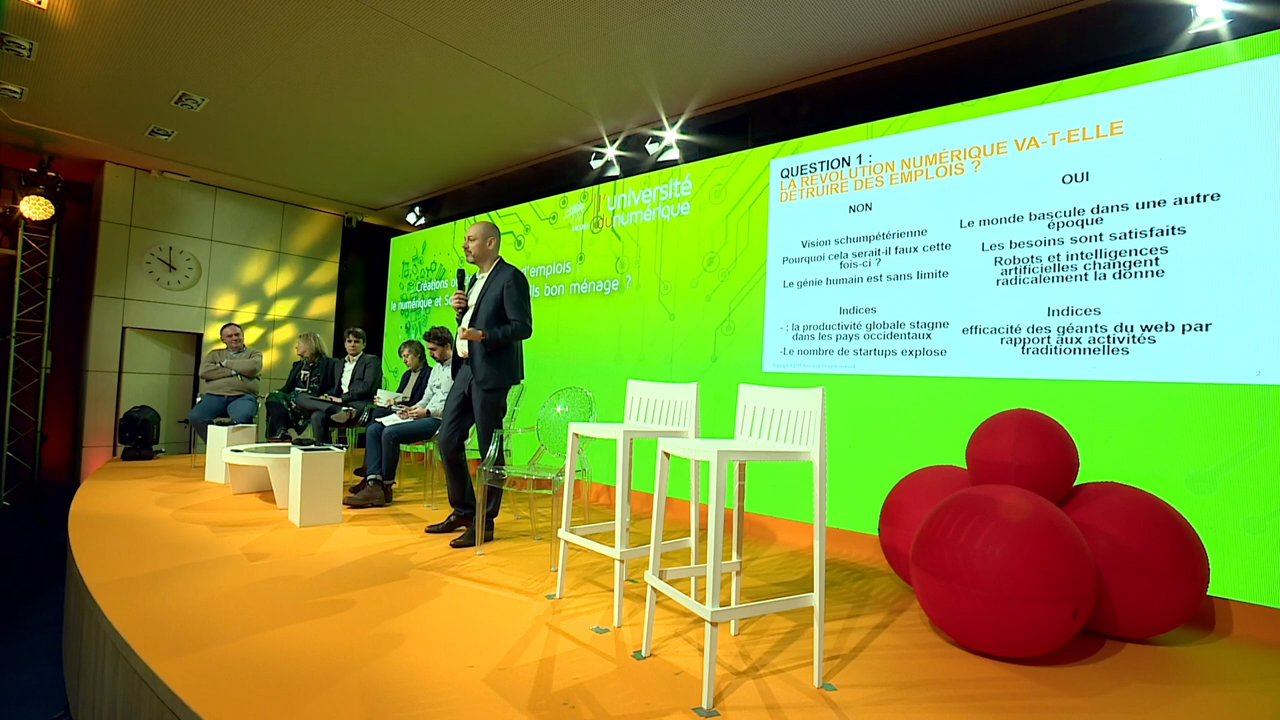 université
du numérique
d'emplois :
Créations
le numérique et
ils bon ménage ?
QUESTION 1 :
LA RÉVOLUTION NUMÉRIQUE VA-T-ELLE
DÉTRUIRE DES EMPLOIS ?
NON
Vision schumpétérienne
Pourquoi cela serait-il faux cette
fois-ci ?
Le génie humain est sans limite
Indices
- : la productivité globale stagne
dans les pays occidentaux
-Le nombre de startups explose
OUI
Le monde bascule dans une autre
époque
Les besoins sont satisfaits
Robots et intelligences
artificielles changent
radicalement la donne
Indices
efficacité des géants du web par
rapport aux activités
traditionnelles
2